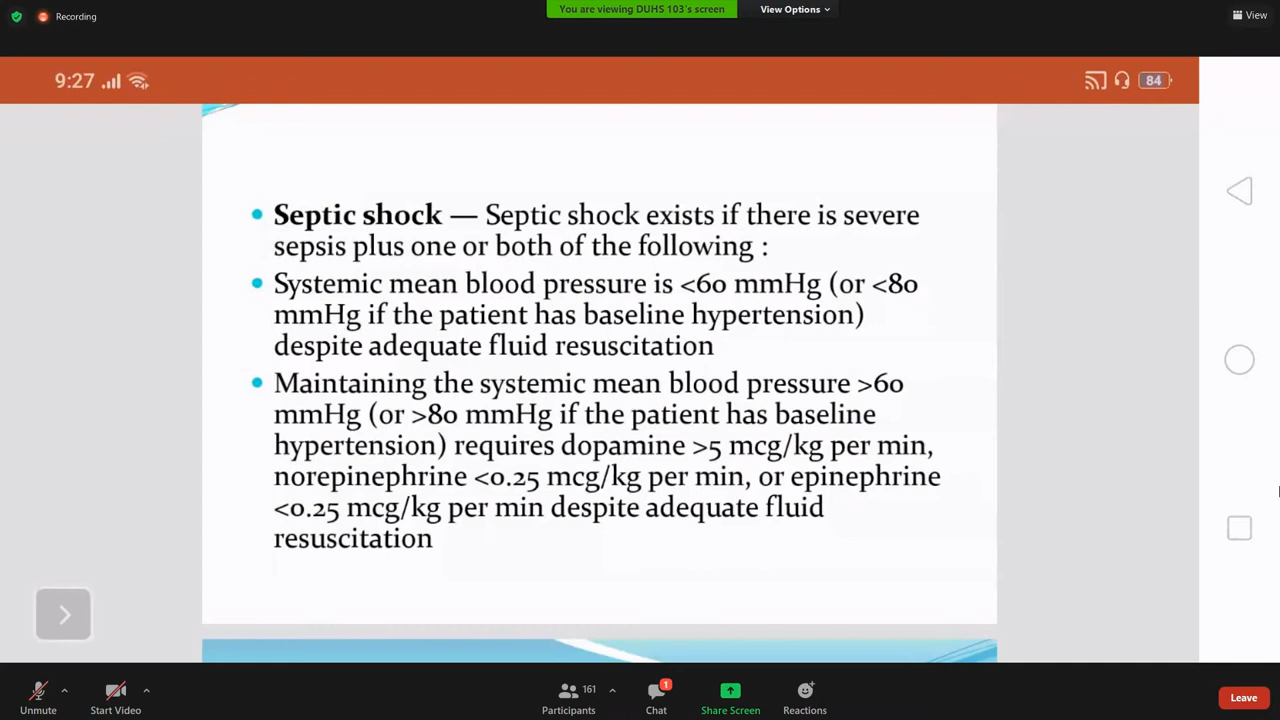 Recording
You are viewing DUHS 103's screen
View Options
View
9:27
84
Septic shock — Septic shock exists if there is severe
sepsis plus one or both of the following :
Systemic mean blood pressure is <60 mmHg (or <80
mmHg if the patient has baseline hypertension)
despite adequate fluid resuscitation
Maintaining the systemic mean blood pressure >60
mmHg (or >80 mmHg if the patient has baseline
hypertension) requires dopamine >5 mcg/kg per min,
norepinephrine <0.25 mcg/kg per min, or epinephrine
<0.25 mcg/kg per min despite adequate fluid
resuscitation
Unmute
Start Video
161
Participants
1
Chat
Share Screen
Reactions
Leave